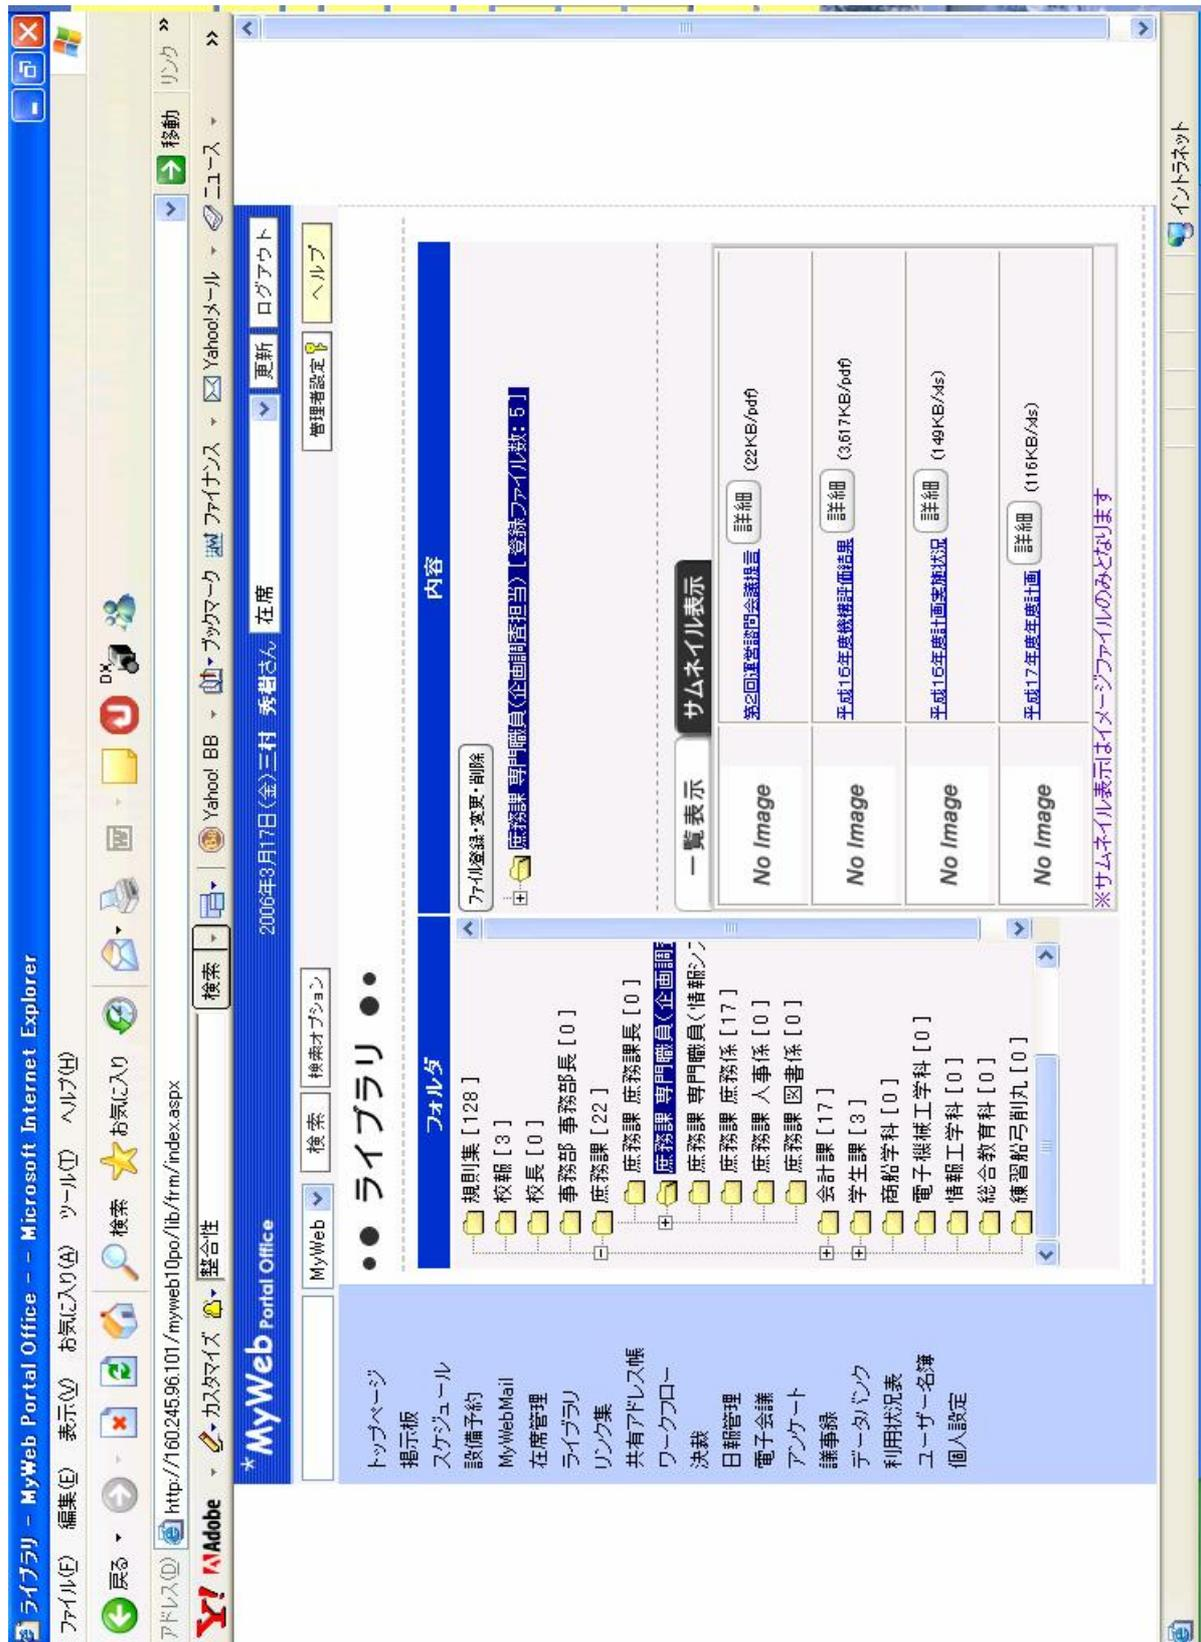 ライブラリ - MyWeb Portal Office - - Microsoft Internet Explorer
ファイル(F) 編集(E) 表示(V) お気に入り(A) ツール(T) ヘルプ(H)
戻る 検索 お気に入り
アドレス(D) http://160.245.96.101/myweb10po/lib/frm/index.aspx 移動 リンク »
Y! Adobe カスタマイズ 整合性 検索 Yahoo! BB ブックマーク ファイナンス Yahoo!メール ニュース »
*MyWeb Portal Office 2006年3月17日(金) 三村 秀樹さん 在席 更新 ログアウト
MyWeb 検索 検索オプション 管理者設定 ヘルプ
トップページ
掲示板
スケジュール
設備予約
MyWebMail
在席管理
ライブラリ
リンク集
共有アドレス帳
ワークフロー
決裁
日報管理
電子会議
アンケート
議事録
データバンク
利用状況表
ユーザー名簿
個人設定
●● ライブラリ ●●
フォルダ
規則集 [ 128 ]
校報 [ 3 ]
校長 [ 0 ]
事務部 事務部長 [ 0 ]
庶務課 [ 22 ]
庶務課 庶務課長 [ 0 ]
庶務課 専門職員(企画調査
庶務課 専門職員(情報シス
庶務課 庶務係 [ 17 ]
庶務課 人事係 [ 0 ]
庶務課 図書係 [ 0 ]
会計課 [ 17 ]
学生課 [ 3 ]
商船学科 [ 0 ]
電子機械工学科 [ 0 ]
情報工学科 [ 0 ]
総合教育科 [ 0 ]
練習船弓削丸 [ 0 ]
内容
ファイル登録・変更・削除
庶務課 専門職員(企画調査担当) [ 登録ファイル数: 5 ]
一覧表示 サムネイル表示
No Image 第2回運営諮問会議提言 詳細 (22KB/pdf)
No Image 平成16年度機構評価結果 詳細 (3,617KB/pdf)
No Image 平成16年度計画実施状況 詳細 (149KB/xls)
No Image 平成17年度年度計画 詳細 (116KB/xls)
※サムネイル表示はイメージファイルのみとなります
イントラネット